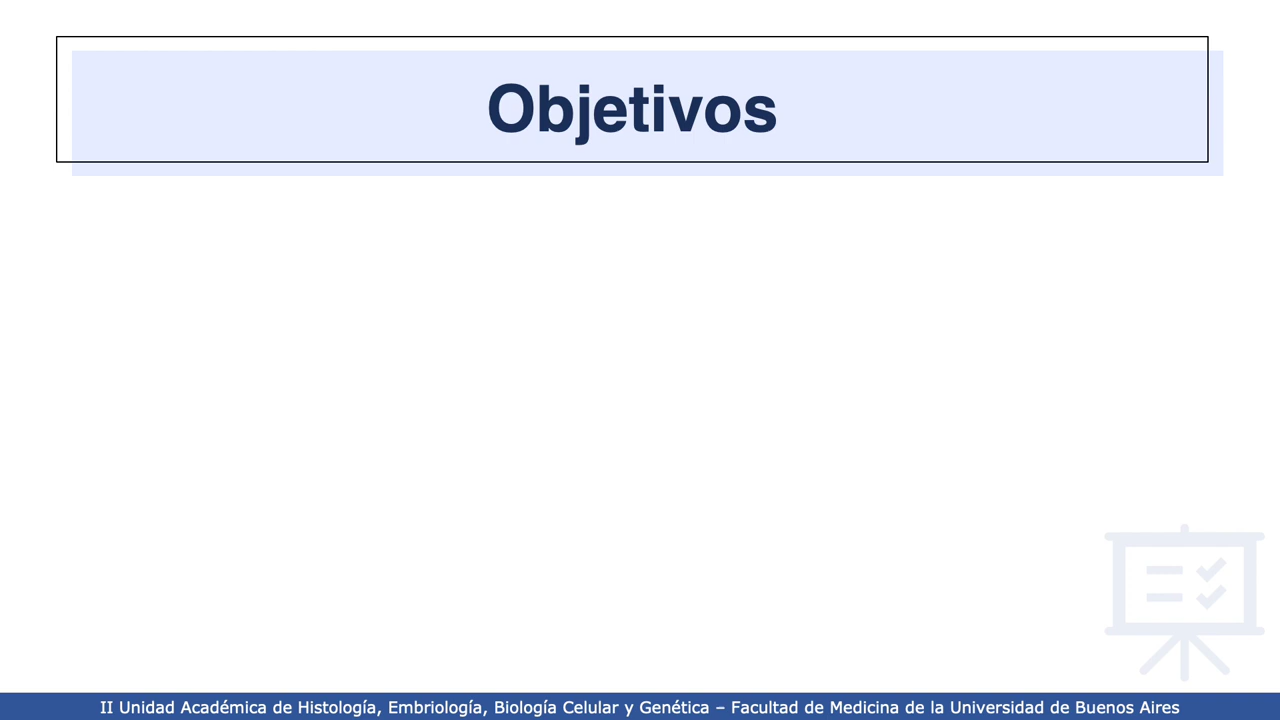 Objetivos
II Unidad Académica de Histología, Embriología, Biología Celular y Genética – Facultad de Medicina de la Universidad de Buenos Aires